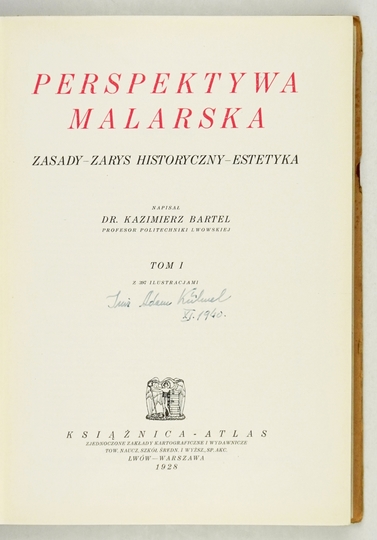 PERSPEKTYWA
MALARSKA
ZASADY–ZARYS HISTORYCZNY–ESTETYKA
NAPISAŁ
DR. KAZIMIERZ BARTEL
PROFESOR POLITECHNIKI LWOWSKIEJ
TOM I
Z 367 ILUSTRACJAMI
Adam
XI. 1940.
KSIĄŻNICA–ATLAS
ZJEDNOCZONE ZAKŁADY KARTOGRAFICZNE I WYDAWNICZE
TOW. NAUCZ. SZKÓŁ ŚREDN. I WYŻSZ., SP. AKC.
LWÓW–WARSZAWA
1928